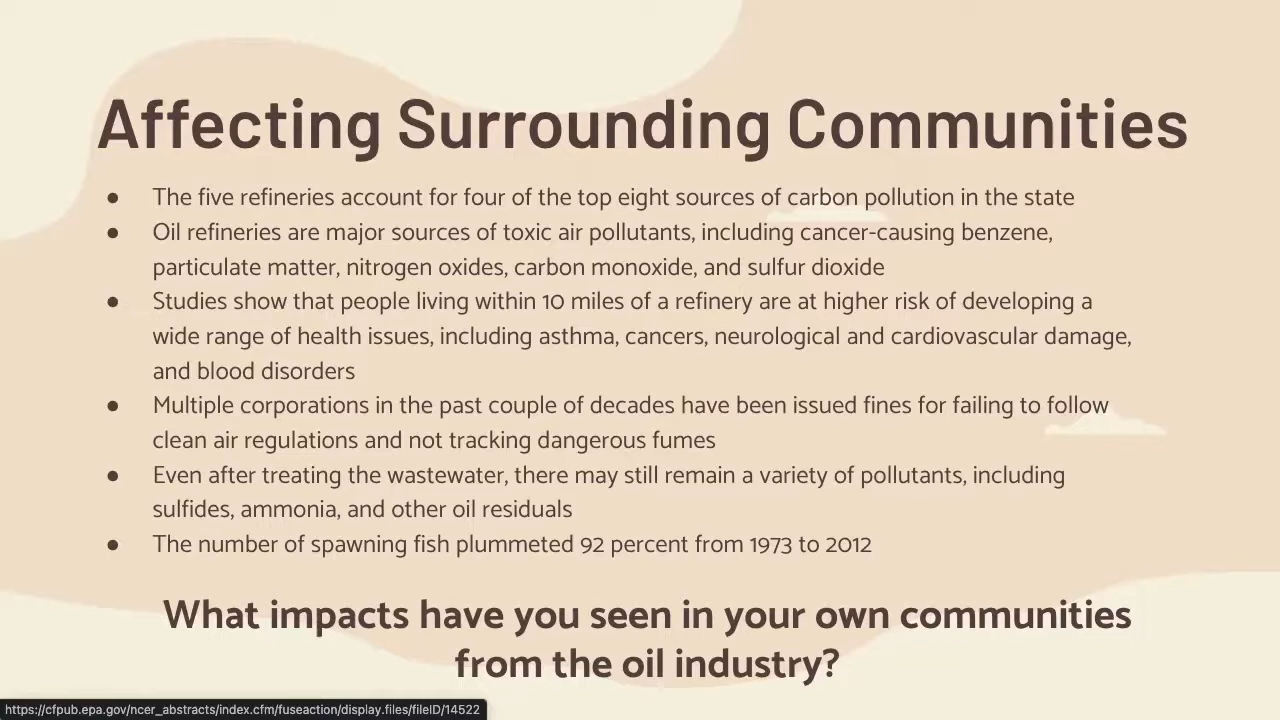 Affecting Surrounding Communities
● The five refineries account for four of the top eight sources of carbon pollution in the state
● Oil refineries are major sources of toxic air pollutants, including cancer-causing benzene,
particulate matter, nitrogen oxides, carbon monoxide, and sulfur dioxide
● Studies show that people living within 10 miles of a refinery are at higher risk of developing a
wide range of health issues, including asthma, cancers, neurological and cardiovascular damage,
and blood disorders
● Multiple corporations in the past couple of decades have been issued fines for failing to follow
clean air regulations and not tracking dangerous fumes
● Even after treating the wastewater, there may still remain a variety of pollutants, including
sulfides, ammonia, and other oil residuals
● The number of spawning fish plummeted 92 percent from 1973 to 2012
What impacts have you seen in your own communities
from the oil industry?
https://cfpub.epa.gov/ncer_abstracts/index.cfm/fuseaction/display.files/fileID/14522